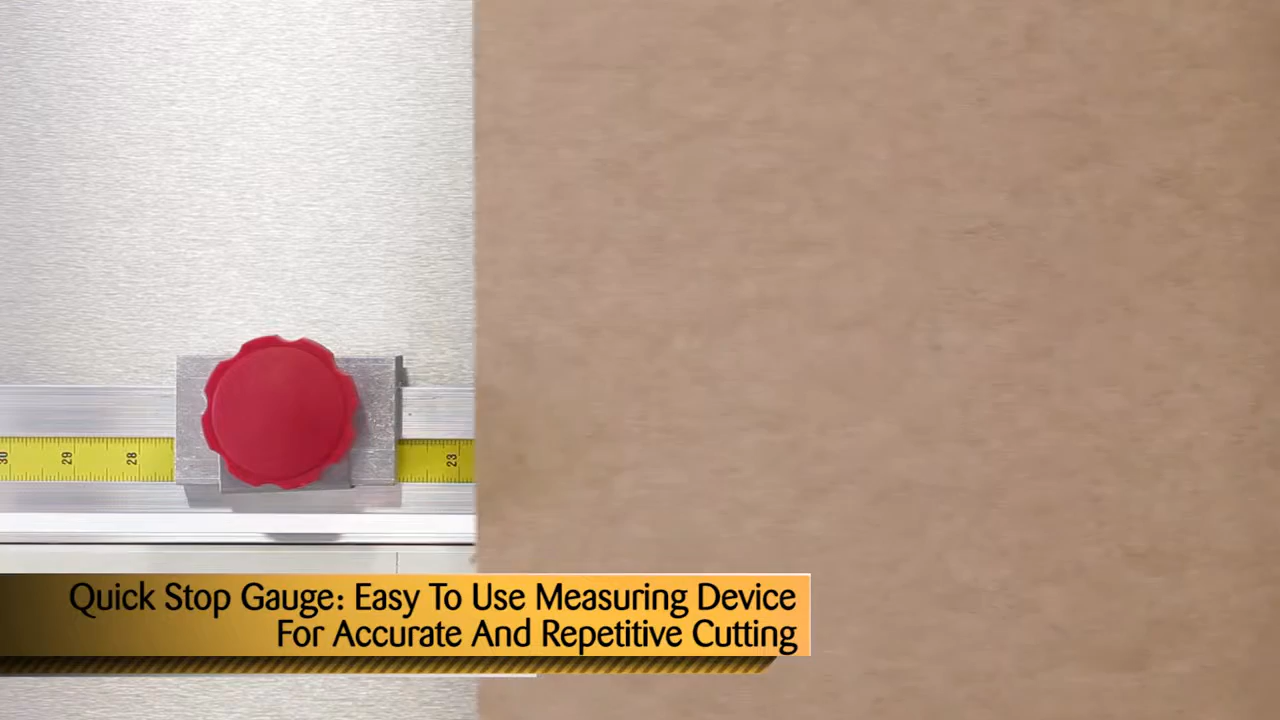 30 29 28 23
Quick Stop Gauge: Easy To Use Measuring Device
For Accurate And Repetitive Cutting